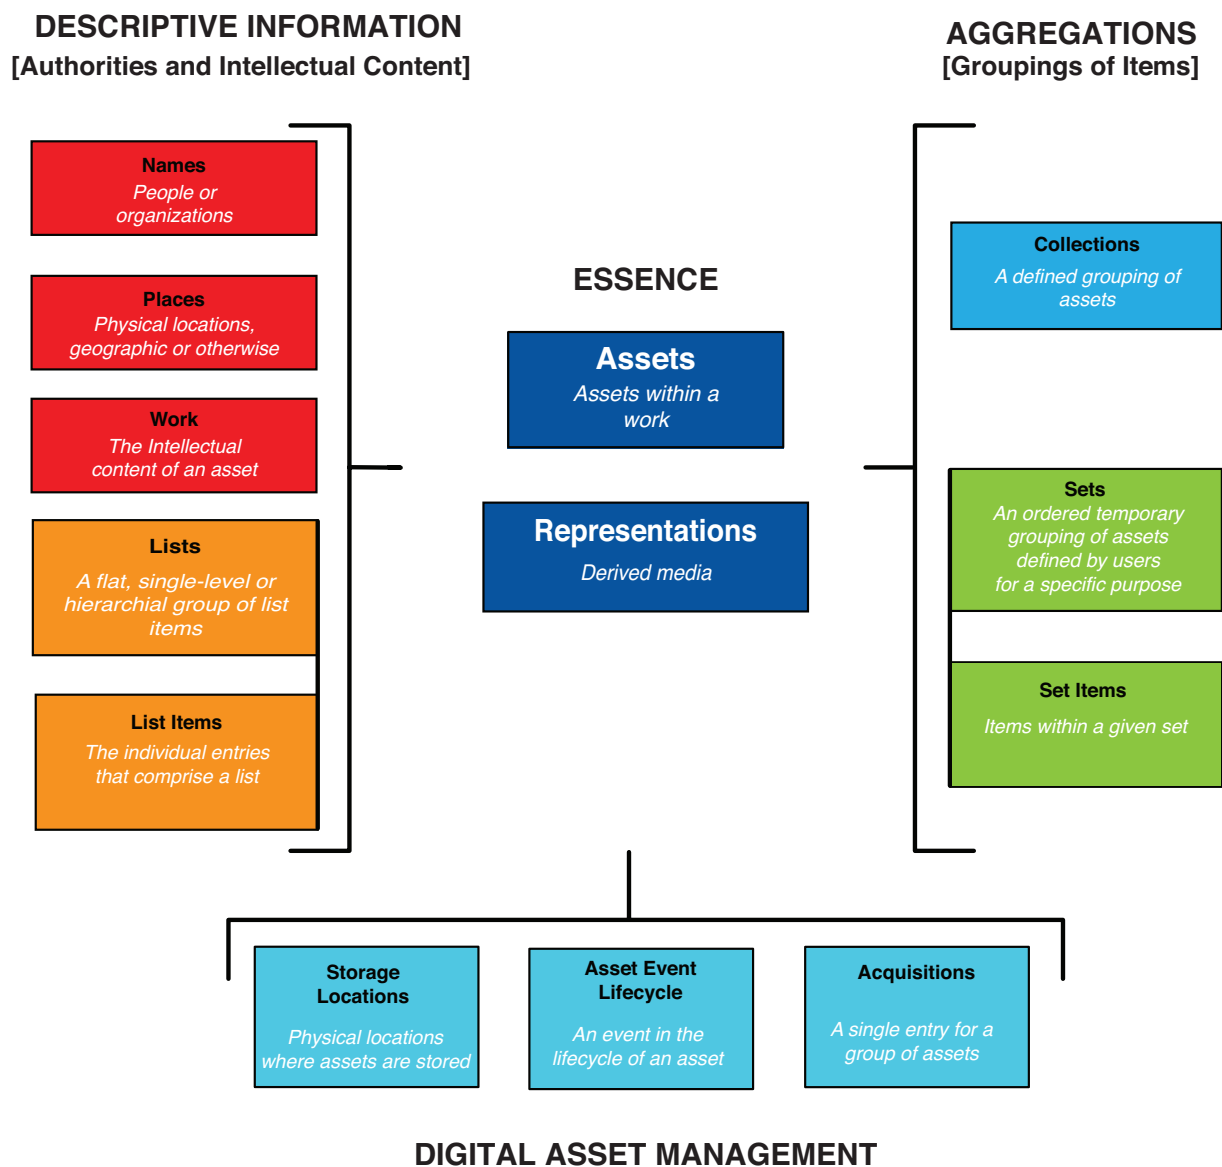 DESCRIPTIVE INFORMATION
[Authorities and Intellectual Content]
Names
People or
organizations
Places
Physical locations,
geographic or otherwise
Work
The Intellectual
content of an asset
Lists
A flat, single-level or
hierarchial group of list
items
List Items
The individual entries
that comprise a list
ESSENCE
Assets
Assets within a
work
Representations
Derived media
AGGREGATIONS
[Groupings of Items]
Collections
A defined grouping of
assets
Sets
An ordered temporary
grouping of assets
defined by users
for a specific purpose
Set Items
Items within a given set
Storage
Locations
Physical locations
where assets are stored
Asset Event
Lifecycle
An event in the
lifecycle of an asset
Acquisitions
A single entry for a
group of assets
DIGITAL ASSET MANAGEMENT